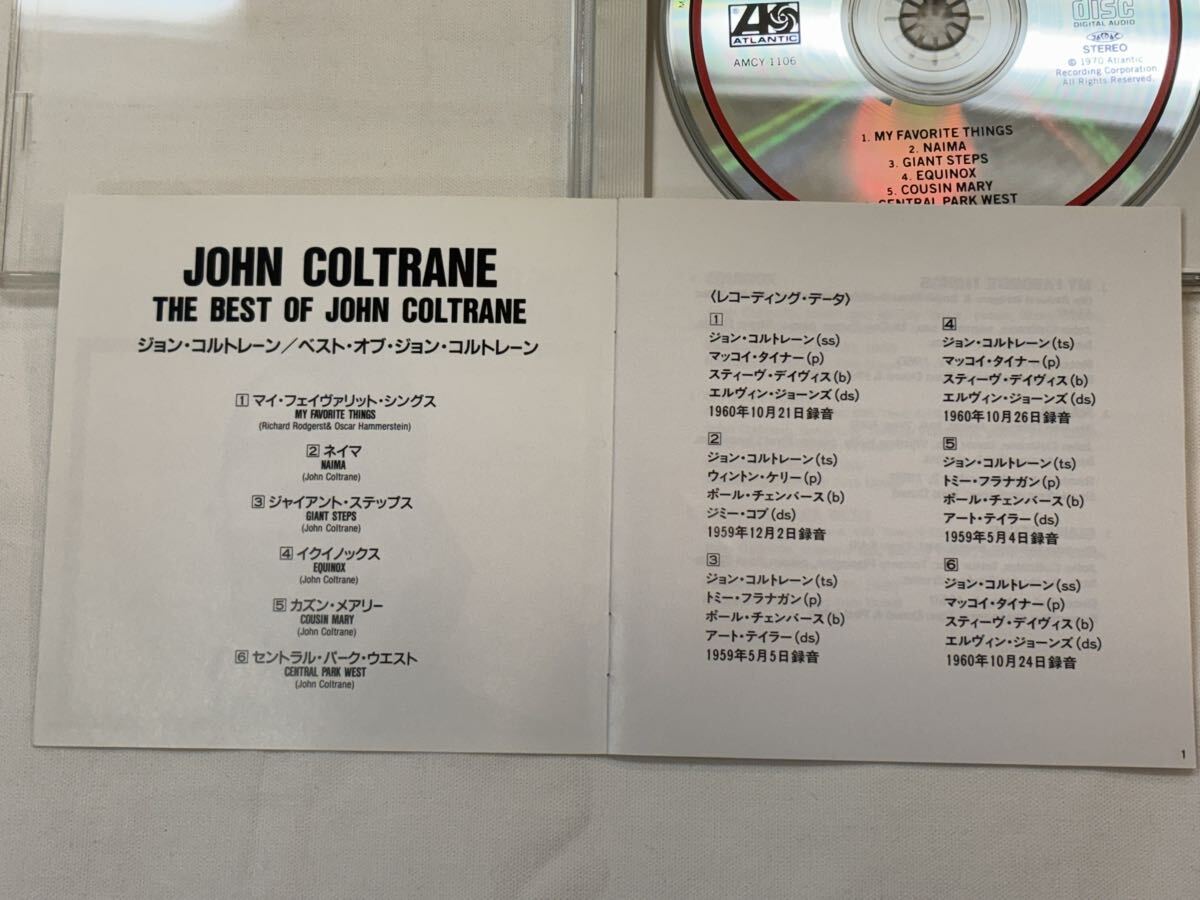 ATLANTIC
AMCY 1106
disc
DIGITAL AUDIO
STEREO
℗ 1970 Atlantic
Recording Corporation
All Rights Reserved.
1. MY FAVORITE THINGS
2. NAIMA
3. GIANT STEPS
4. EQUINOX
5. COUSIN MARY
CENTRAL PARK WEST
JOHN COLTRANE
THE BEST OF JOHN COLTRANE
ジョン・コルトレーン/ベスト・オブ・ジョン・コルトレーン
1 マイ・フェイヴァリット・シングス
MY FAVORITE THINGS
(Richard Rodgerst& Oscar Hammerstein)
2 ネイマ
NAIMA
(John Coltrane)
3 ジャイアント・ステップス
GIANT STEPS
(John Coltrane)
4 イクイノックス
EQUINOX
(John Coltrane)
5 カズン・メアリー
COUSIN MARY
(John Coltrane)
6 セントラル・パーク・ウエスト
CENTRAL PARK WEST
(John Coltrane)
〈レコーディング・データ〉
1
ジョン・コルトレーン(ss)
マッコイ・タイナー(p)
スティーヴ・デイヴィス(b)
エルヴィン・ジョーンズ(ds)
1960年10月21日録音
2
ジョン・コルトレーン(ts)
ウィントン・ケリー(p)
ポール・チェンバース(b)
ジミー・コブ(ds)
1959年12月2日録音
3
ジョン・コルトレーン(ts)
トミー・フラナガン(p)
ポール・チェンバース(b)
アート・テイラー(ds)
1959年5月5日録音
4
ジョン・コルトレーン(ts)
マッコイ・タイナー(p)
スティーヴ・デイヴィス(b)
エルヴィン・ジョーンズ(ds)
1960年10月26日録音
5
ジョン・コルトレーン(ts)
トミー・フラナガン(p)
ポール・チェンバース(b)
アート・テイラー(ds)
1959年5月4日録音
6
ジョン・コルトレーン(ss)
マッコイ・タイナー(p)
スティーヴ・デイヴィス(b)
エルヴィン・ジョーンズ(ds)
1960年10月24日録音
1